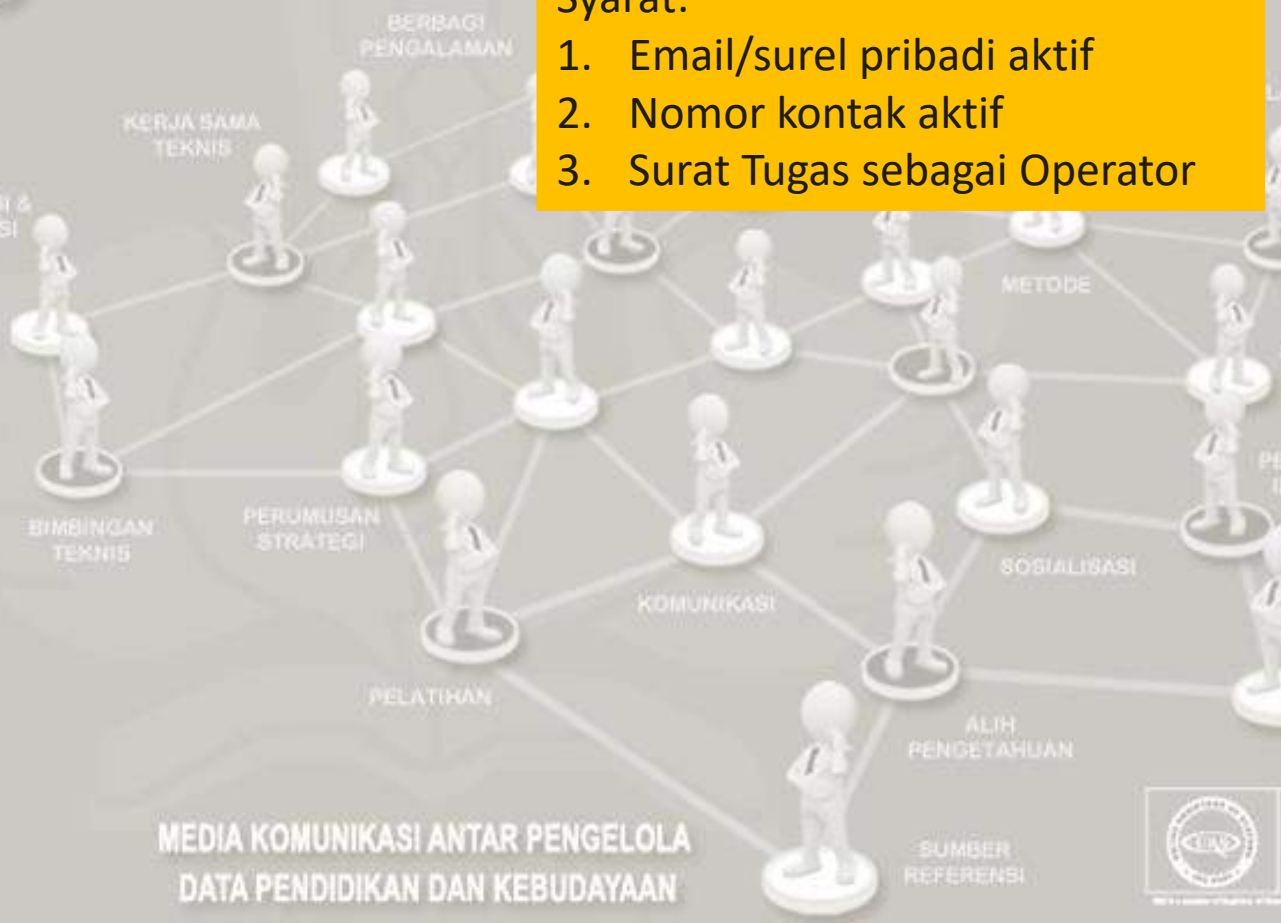 Syarat:
1. Email/surel pribadi aktif
2. Nomor kontak aktif
3. Surat Tugas sebagai Operator
BERBAGI
PENGALAMAN
KERJA SAMA
TEKNIS
METODE
BIMBINGAN
TEKNIS
PERUMUSAN
STRATEGI
SOSIALISASI
KOMUNIKASI
PELATIHAN
ALIH
PENGETAHUAN
MEDIA KOMUNIKASI ANTAR PENGELOLA
DATA PENDIDIKAN DAN KEBUDAYAAN
SUMBER
REFERENSI